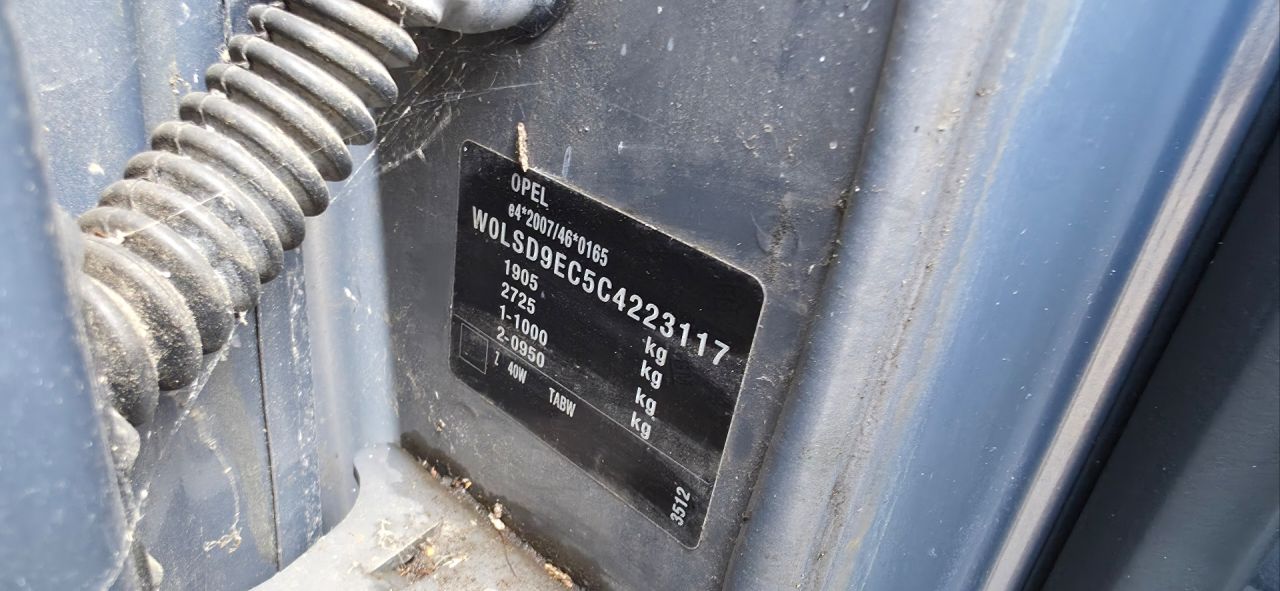 OPEL
e4*2007/46*0165
W0LSD9EC5C4223117
1905 kg
2725 kg
1-1000 kg
2-0950 kg
Z 40W TABW
3512